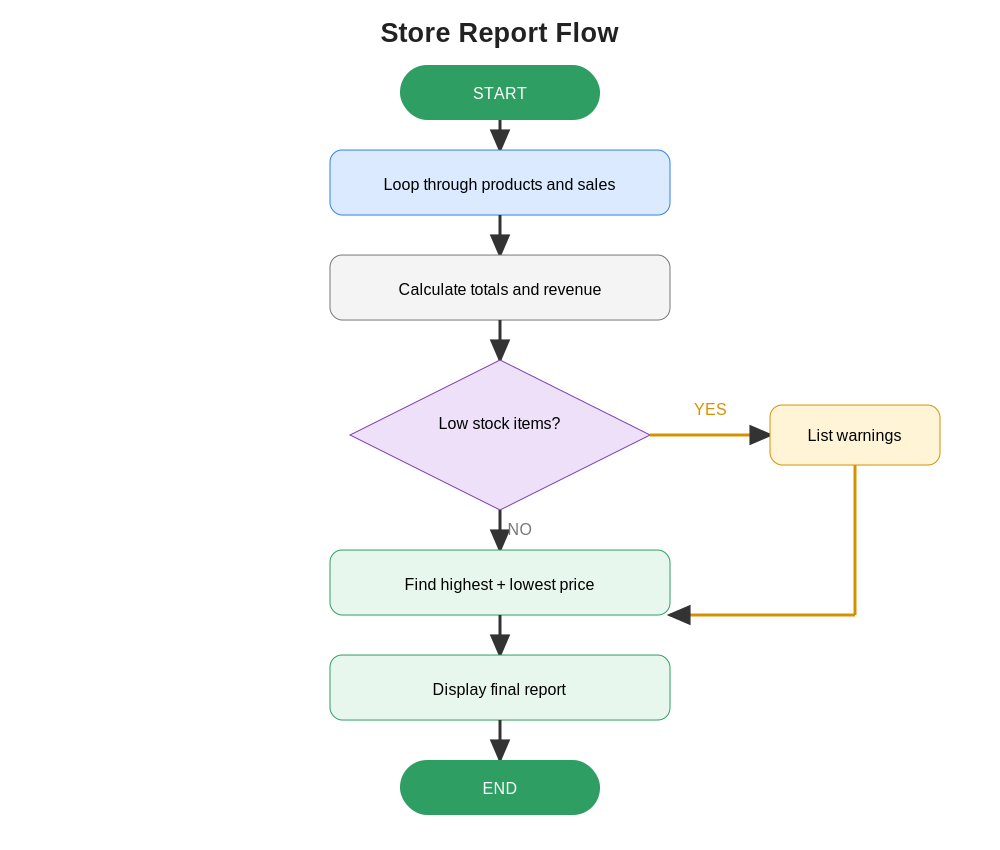 Store Report Flow
START
Loop through products and sales
Calculate totals and revenue
Low stock items?
YES
List warnings
NO
Find highest + lowest price
Display final report
END